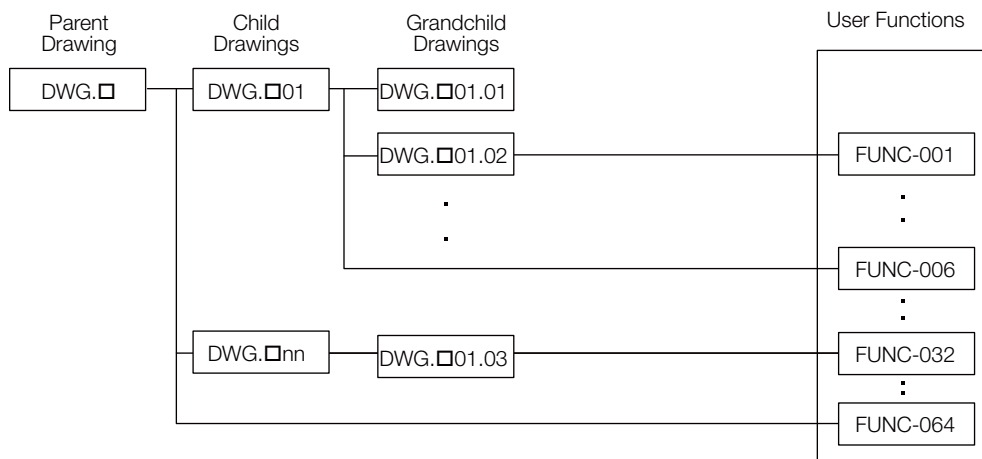 Parent
Drawing
Child
Drawings
Grandchild
Drawings
User Functions
DWG.□
DWG.□01
DWG.□01.01
DWG.□01.02
FUNC-001
FUNC-006
DWG.□nn
DWG.□01.03
FUNC-032
FUNC-064